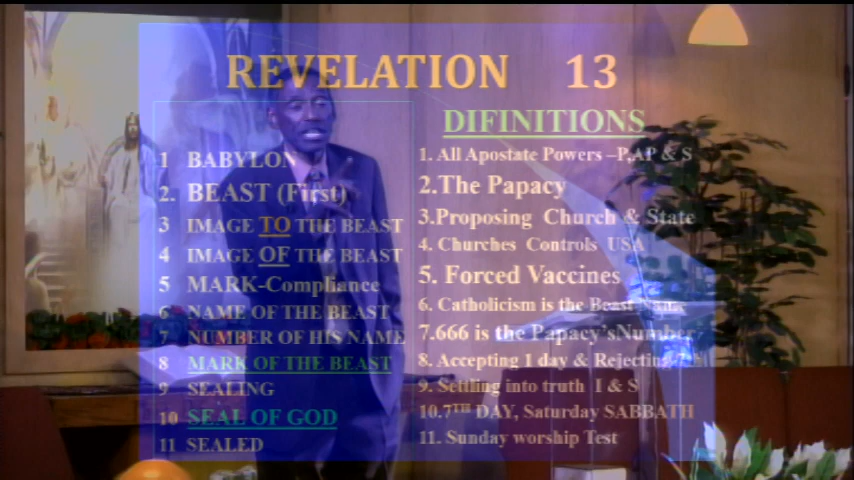 REVELATION 13
DIFINITIONS
1 BABYLON
2. BEAST (First)
3 IMAGE TO THE BEAST
4 IMAGE OF THE BEAST
5 MARK-Compliance
6 NAME OF THE BEAST
7 NUMBER OF HIS NAME
8 MARK OF THE BEAST
9 SEALING
10 SEAL OF GOD
11 SEALED
1. All Apostate Powers –P,AP & S
2.The Papacy
3.Proposing Church & State
4. Churches Controls USA
5. Forced Vaccines
6. Catholicism is the Beast Name
7.666 is the Papacy'sNumber
8. Accepting 1 day & Rejecting
9. Settling into truth I & S
10.7TH DAY, Saturday SABBATH
11. Sunday worship Test